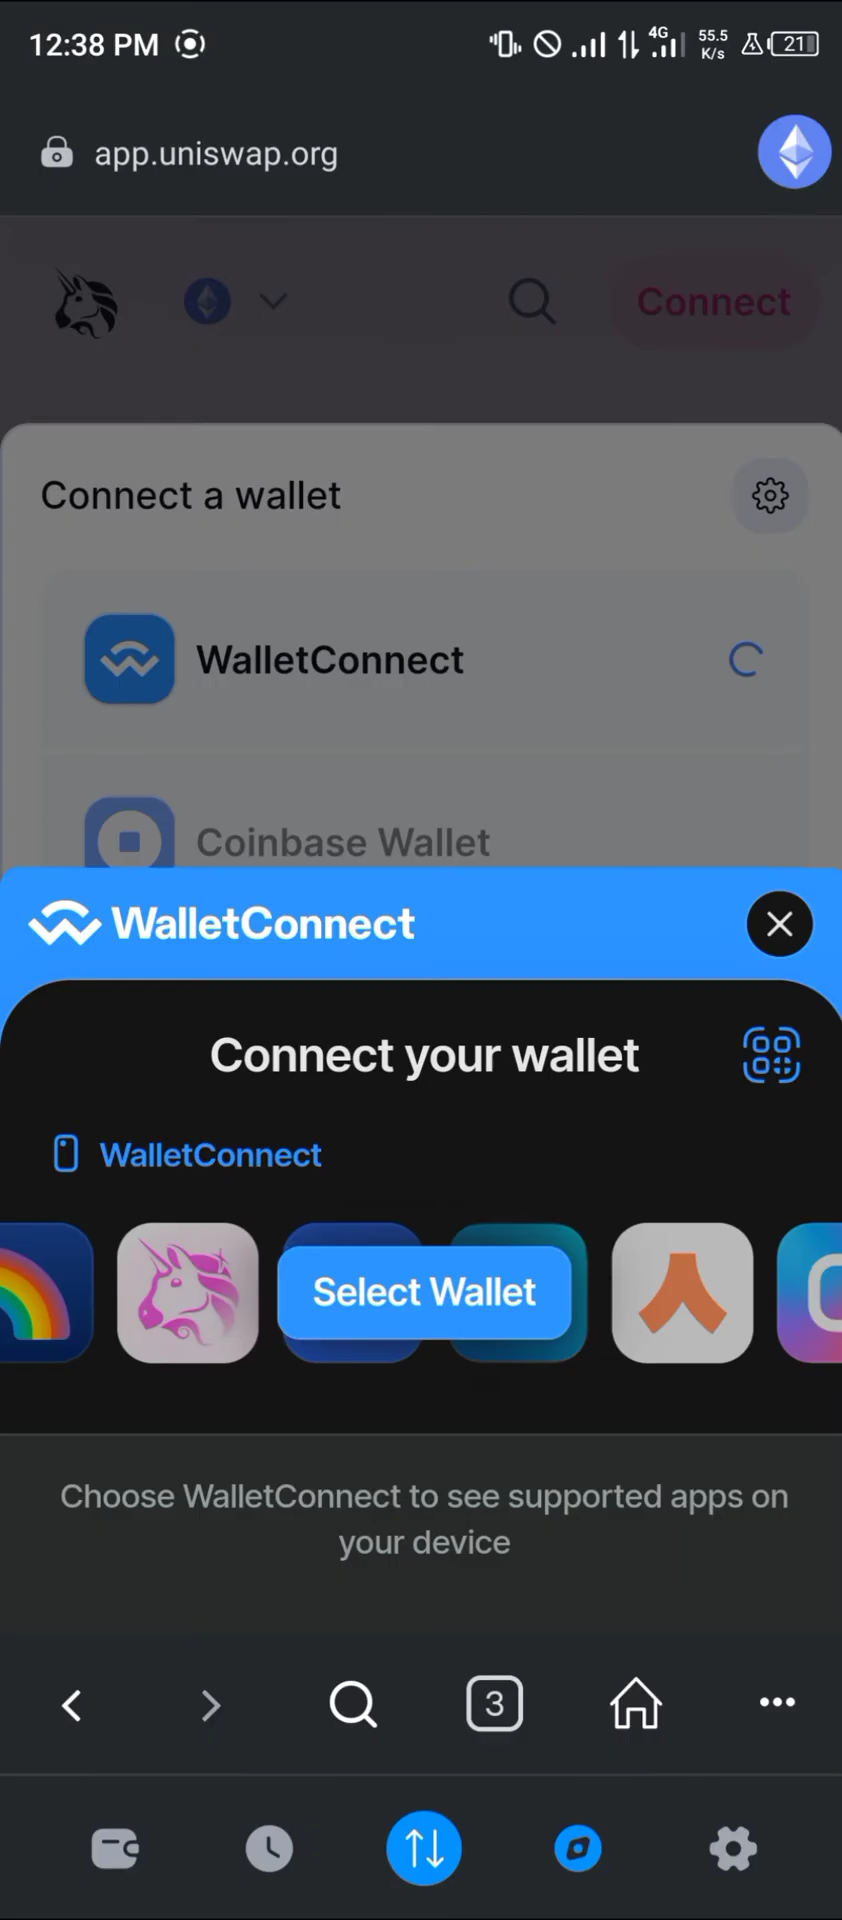 12:38 PM
4G
55.5
K/s
21
app.uniswap.org
Connect
Connect a wallet
WalletConnect
Coinbase Wallet
WalletConnect
Connect your wallet
WalletConnect
Select Wallet
Choose WalletConnect to see supported apps on
your device
3